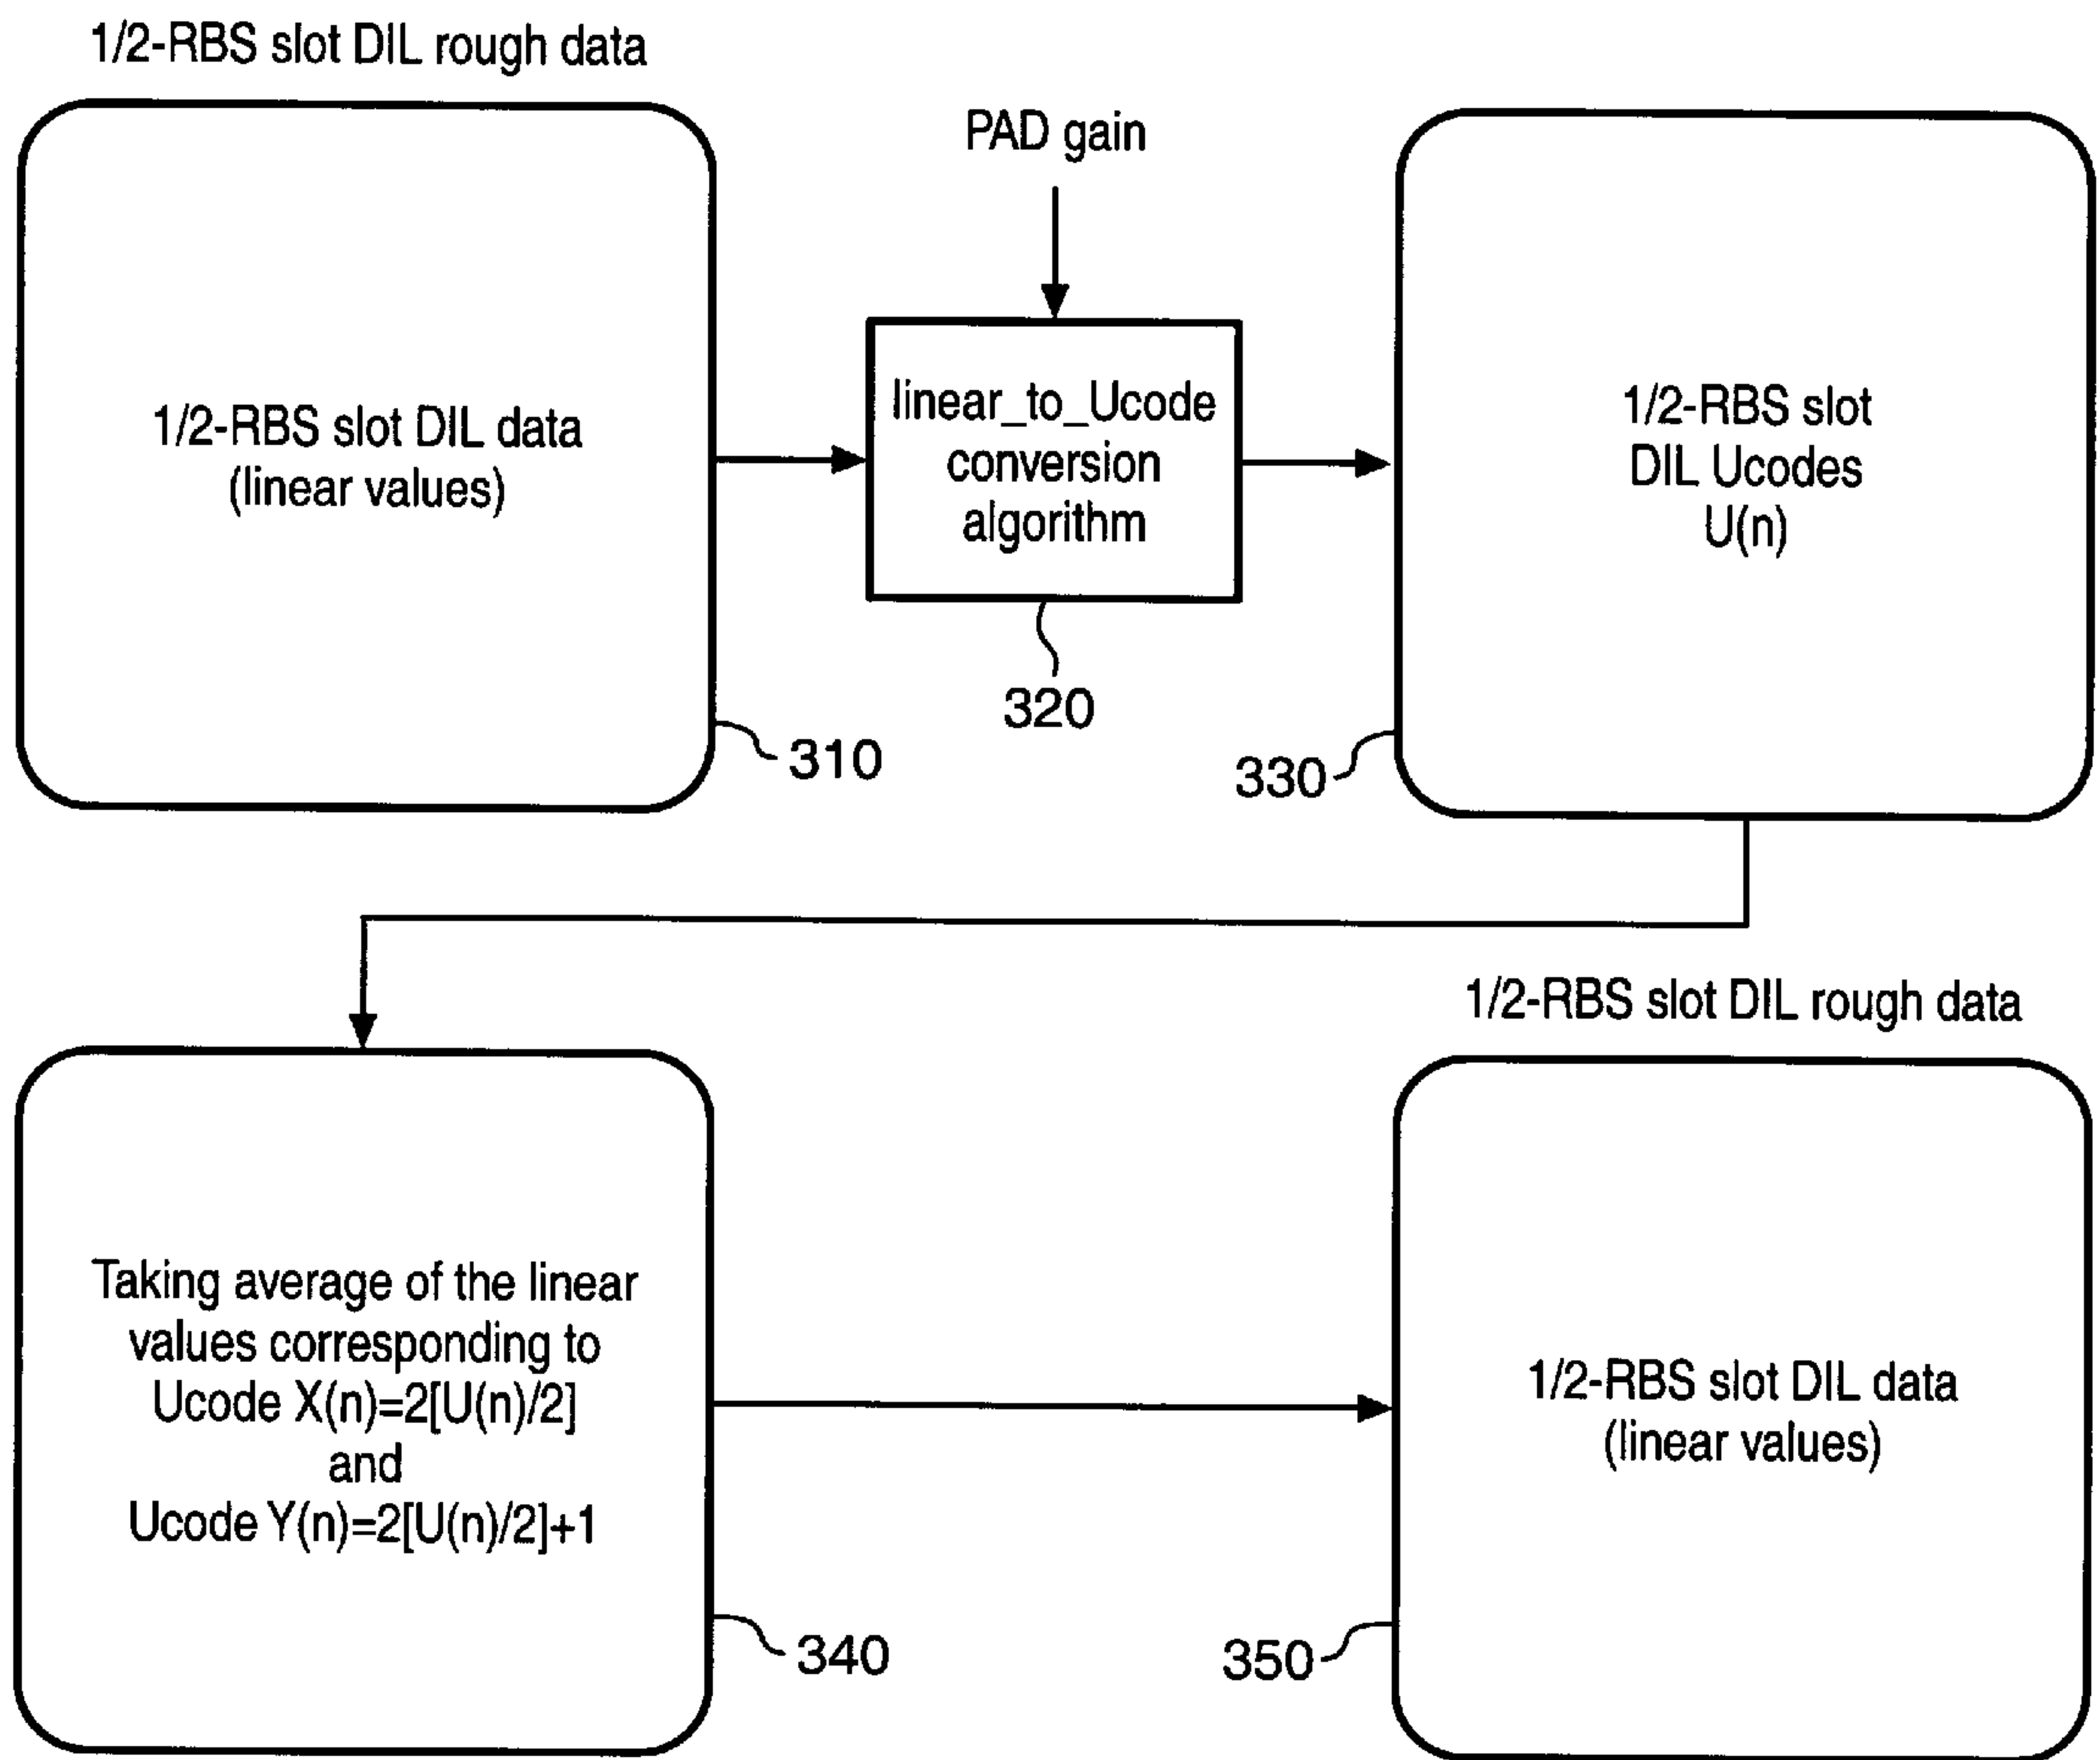 1/2-RBS slot DIL rough data
1/2-RBS slot DIL data
(linear values)
310
PAD gain
linear_to_Ucode
conversion
algorithm
320
1/2-RBS slot
DIL Ucodes
U(n)
330
Taking average of the linear
values corresponding to
Ucode X(n)=2[U(n)/2]
and
Ucode Y(n)=2[U(n)/2]+1
340
1/2-RBS slot DIL rough data
1/2-RBS slot DIL data
(linear values)
350